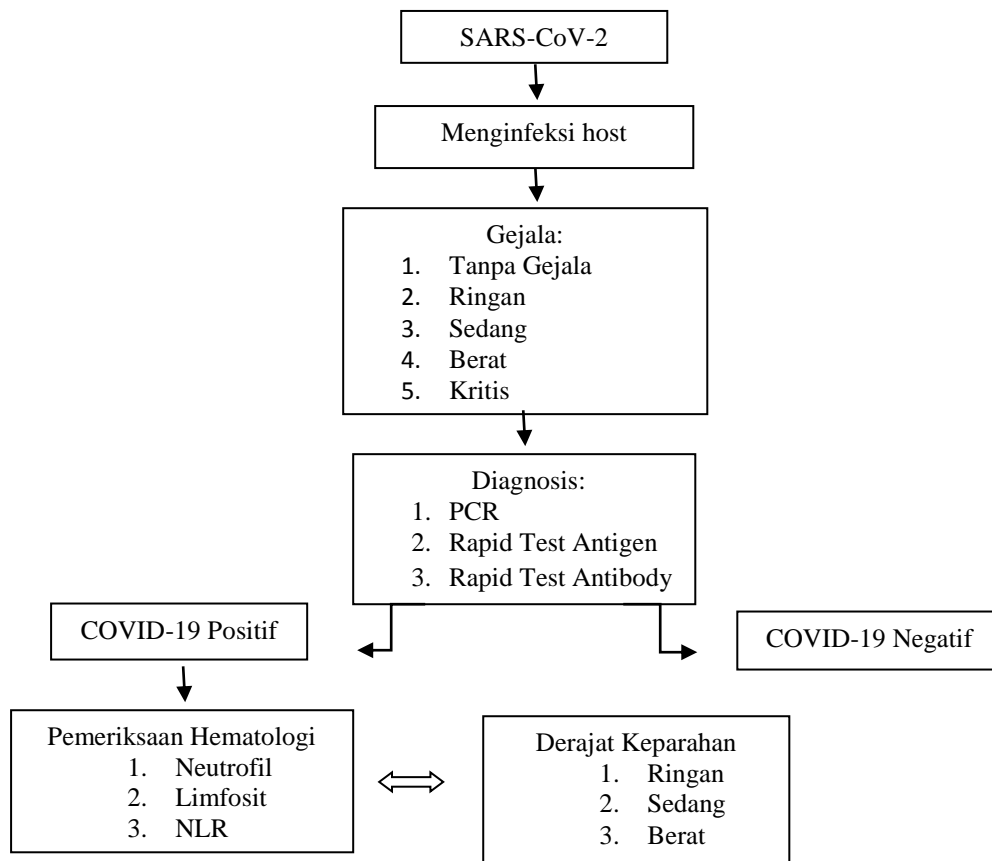 SARS-CoV-2
Menginfeksi host
Gejala:
1. Tanpa Gejala
2. Ringan
3. Sedang
4. Berat
5. Kritis
Diagnosis:
1. PCR
2. Rapid Test Antigen
3. Rapid Test Antibody
COVID-19 Positif
COVID-19 Negatif
Pemeriksaan Hematologi
1. Neutrofil
2. Limfosit
3. NLR
Derajat Keparahan
1. Ringan
2. Sedang
3. Berat